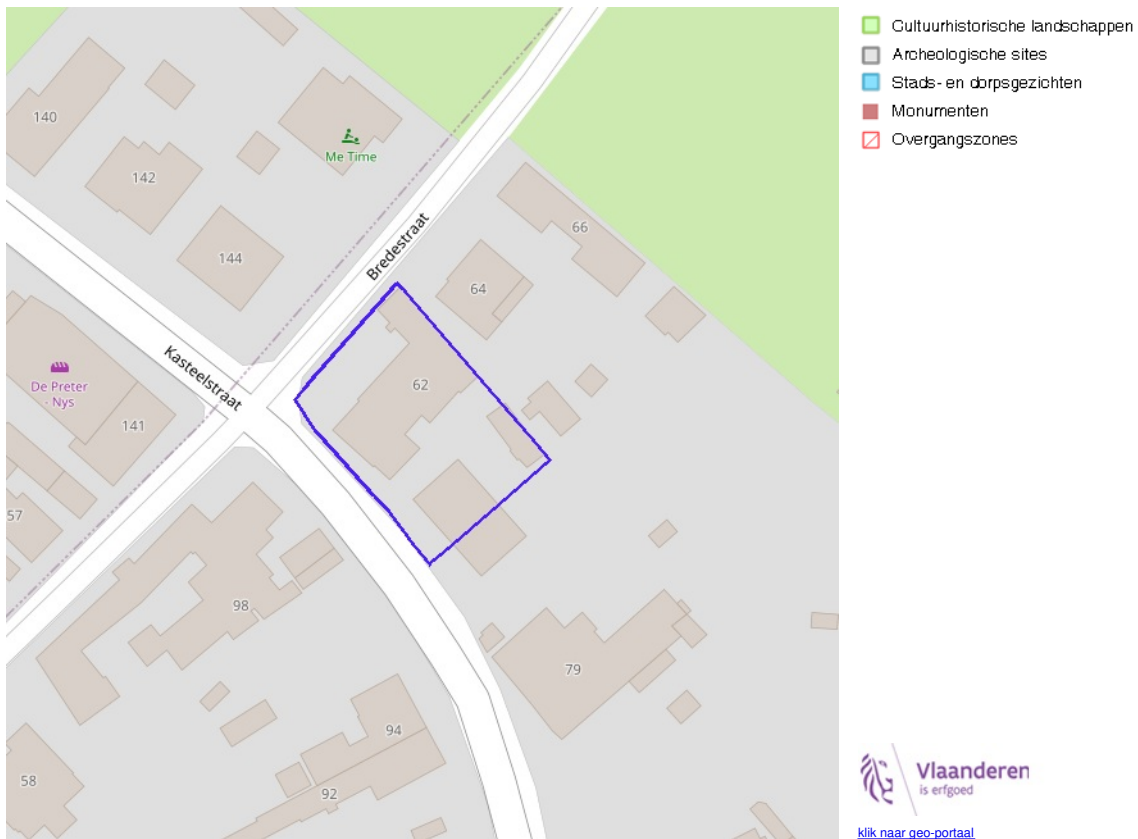 140
142
144
Me Time
Bredestraat
66
64
62
Kasteelstraat
De Preter
- Nys
141
57
98
79
94
92
58
Cultuurhistorische landschappen
Archeologische sites
Stads- en dorpsgezichten
Monumenten
Overgangszones
Vlaanderen
is erfgoed
klik naar geo-portaal